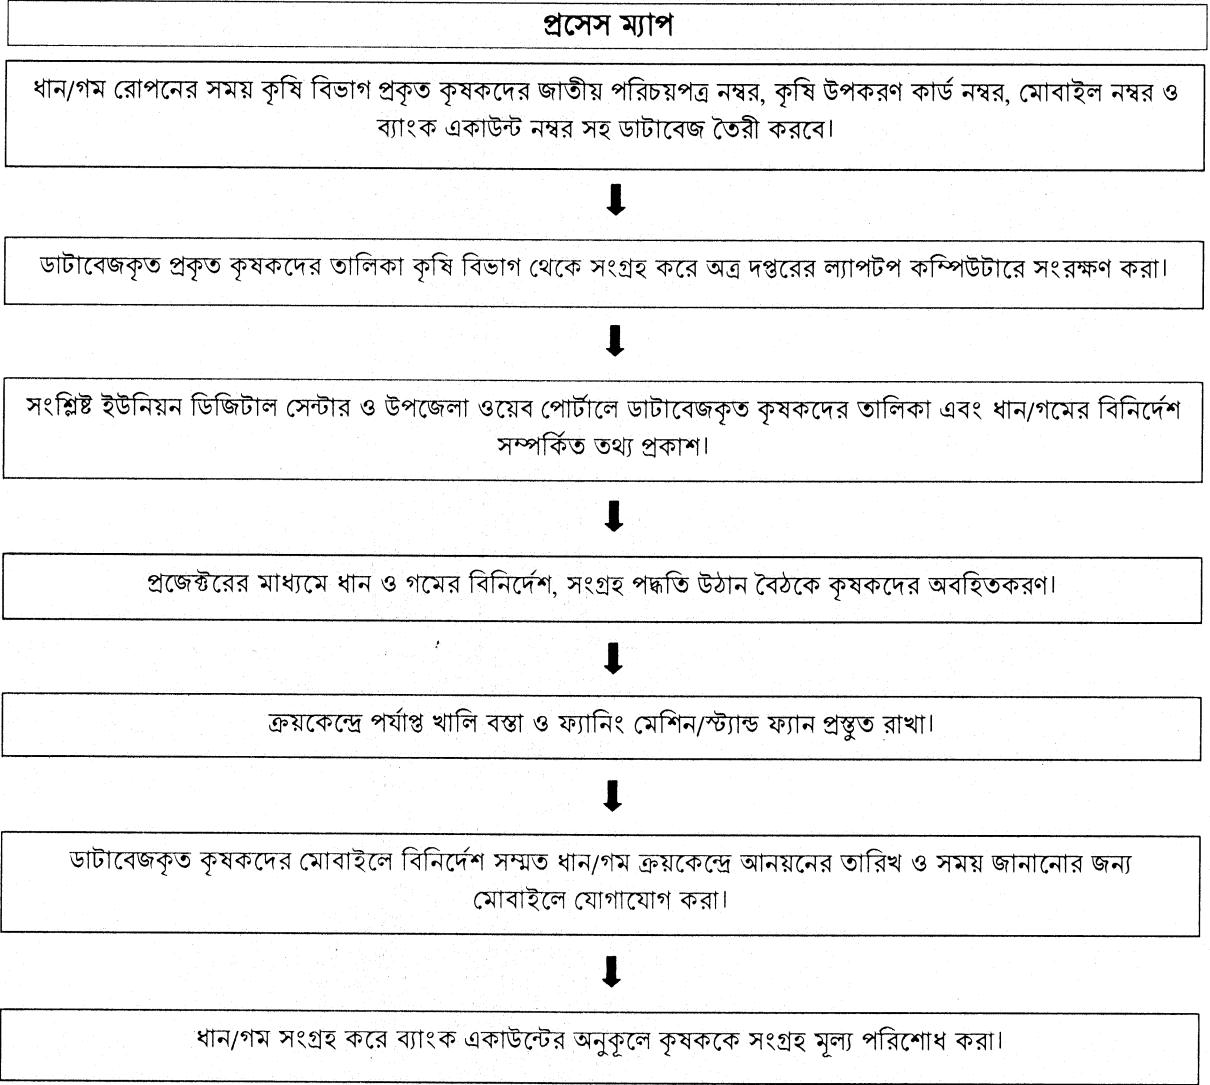 প্রসেস ম্যাপ
ধান/গম রোপনের সময় কৃষি বিভাগ প্রকৃত কৃষকদের জাতীয় পরিচয়পত্র নম্বর, কৃষি উপকরণ কার্ড নম্বর, মোবাইল নম্বর ও
ব্যাংক একাউন্ট নম্বর সহ ডাটাবেজ তৈরী করবে।
ডাটাবেজকৃত প্রকৃত কৃষকদের তালিকা কৃষি বিভাগ থেকে সংগ্রহ করে অত্র দপ্তরের ল্যাপটপ কম্পিউটারে সংরক্ষণ করা।
সংশ্লিষ্ট ইউনিয়ন ডিজিটাল সেন্টার ও উপজেলা ওয়েব পোর্টালে ডাটাবেজকৃত কৃষকদের তালিকা এবং ধান/গমের বিনির্দেশ
সম্পর্কিত তথ্য প্রকাশ।
প্রজেক্টরের মাধ্যমে ধান ও গমের বিনির্দেশ, সংগ্রহ পদ্ধতি উঠান বৈঠকে কৃষকদের অবহিতকরণ।
ক্রয়কেন্দ্রে পর্যাপ্ত খালি বস্তা ও ফ্যানিং মেশিন/স্ট্যান্ড ফ্যান প্রস্তুত রাখা।
ডাটাবেজকৃত কৃষকদের মোবাইলে বিনির্দেশ সম্মত ধান/গম ক্রয়কেন্দ্রে আনয়নের তারিখ ও সময় জানানোর জন্য
মোবাইলে যোগাযোগ করা।
ধান/গম সংগ্রহ করে ব্যাংক একাউন্টের অনুকূলে কৃষককে সংগ্রহ মূল্য পরিশোধ করা।